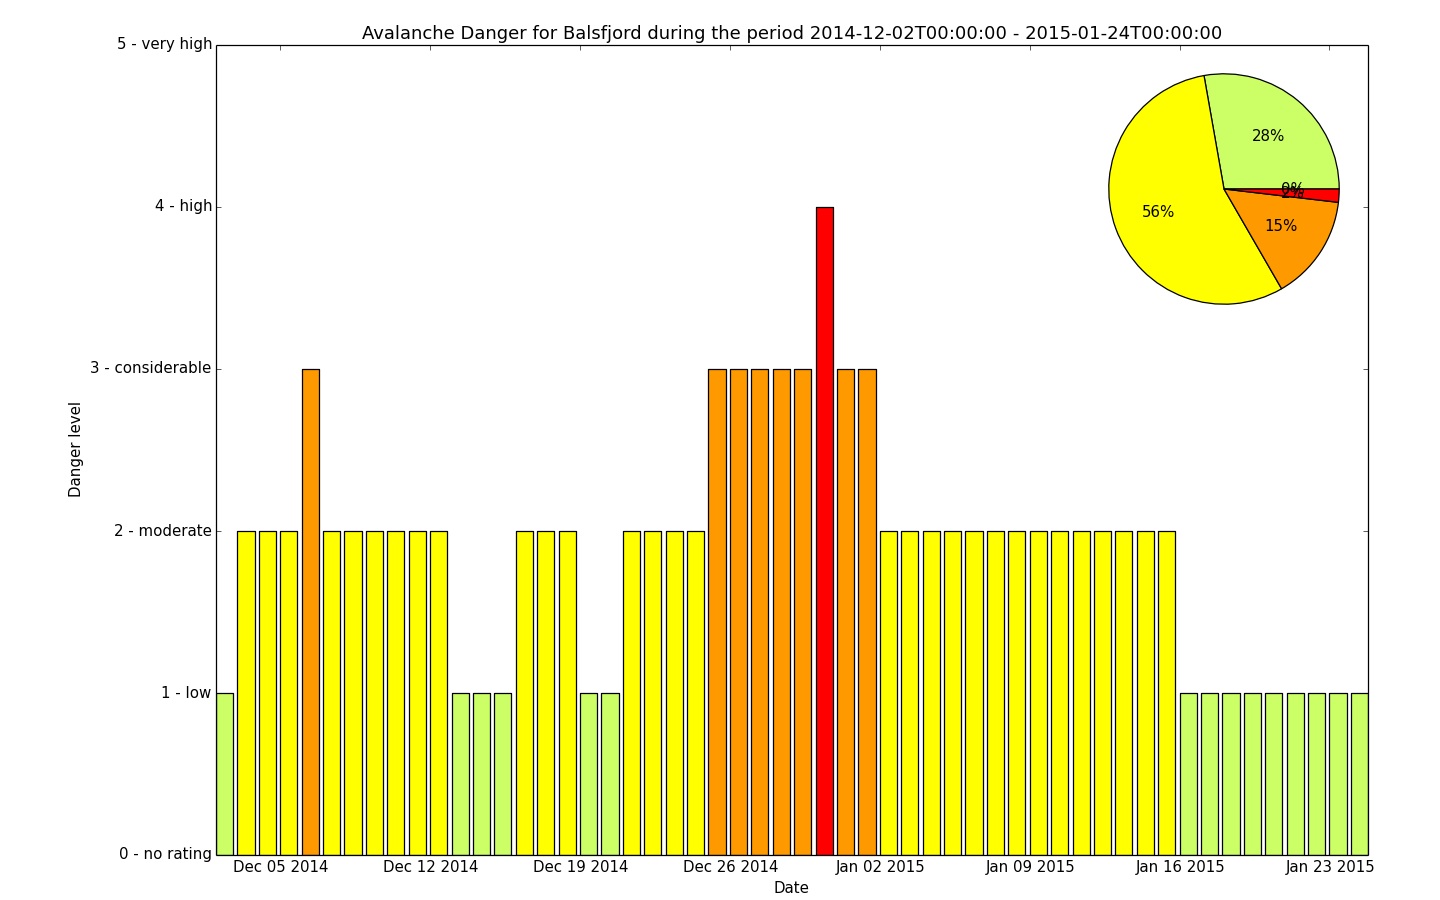 Avalanche Danger for Balsfjord during the period 2014-12-02T00:00:00 - 2015-01-24T00:00:00
5 - very high
4 - high
3 - considerable
2 - moderate
1 - low
0 - no rating
Danger level
28%
56%
15%
0%
2%
Dec 05 2014 Dec 12 2014 Dec 19 2014 Dec 26 2014 Jan 02 2015 Jan 09 2015 Jan 16 2015 Jan 23 2015
Date